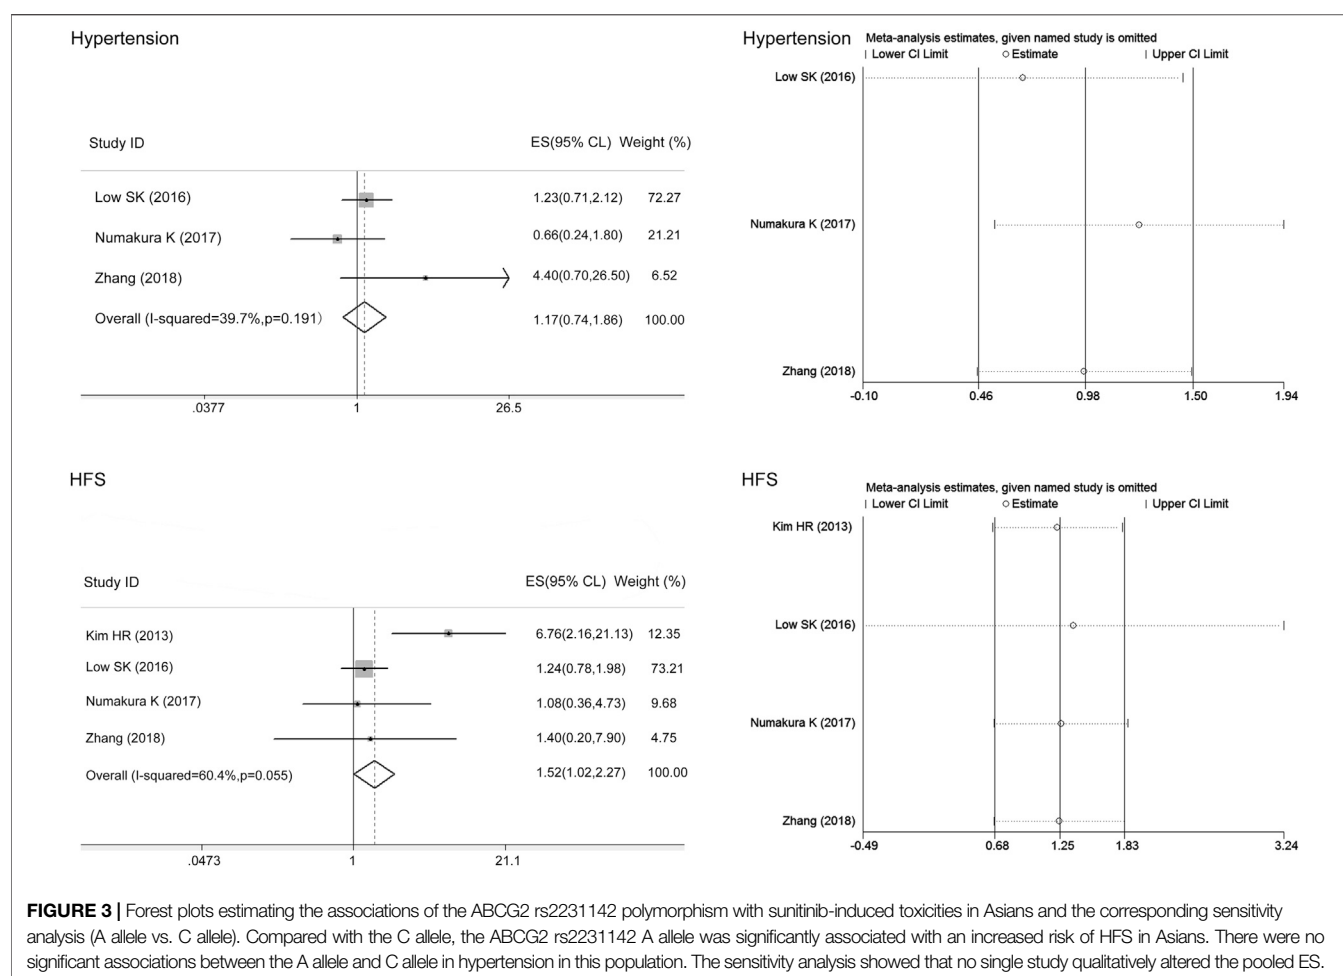 Hypertension
Study ID ES(95% CL) Weight (%)
Low SK (2016) 1.23(0.71,2.12) 72.27
Numakura K (2017) 0.66(0.24,1.80) 21.21
Zhang (2018) 4.40(0.70,26.50) 6.52
Overall (I-squared=39.7%,p=0.191) 1.17(0.74,1.86) 100.00
.0377 1 26.5
Hypertension Meta-analysis estimates, given named study is omitted
Lower CI Limit Estimate Upper CI Limit
Low SK (2016)
Numakura K (2017)
Zhang (2018)
-0.10 0.46 0.98 1.50 1.94
HFS
Study ID ES(95% CL) Weight (%)
Kim HR (2013) 6.76(2.16,21.13) 12.35
Low SK (2016) 1.24(0.78,1.98) 73.21
Numakura K (2017) 1.08(0.36,4.73) 9.68
Zhang (2018) 1.40(0.20,7.90) 4.75
Overall (I-squared=60.4%,p=0.055) 1.52(1.02,2.27) 100.00
.0473 1 21.1
HFS
Meta-analysis estimates, given named study is omitted
Lower CI Limit Estimate Upper CI Limit
Kim HR (2013)
Low SK (2016)
Numakura K (2017)
Zhang (2018)
-0.49 0.68 1.25 1.83 3.24
FIGURE 3 | Forest plots estimating the associations of the ABCG2 rs2231142 polymorphism with sunitinib-induced toxicities in Asians and the corresponding sensitivity
analysis (A allele vs. C allele). Compared with the C allele, the ABCG2 rs2231142 A allele was significantly associated with an increased risk of HFS in Asians. There were no
significant associations between the A allele and C allele in hypertension in this population. The sensitivity analysis showed that no single study qualitatively altered the pooled ES.